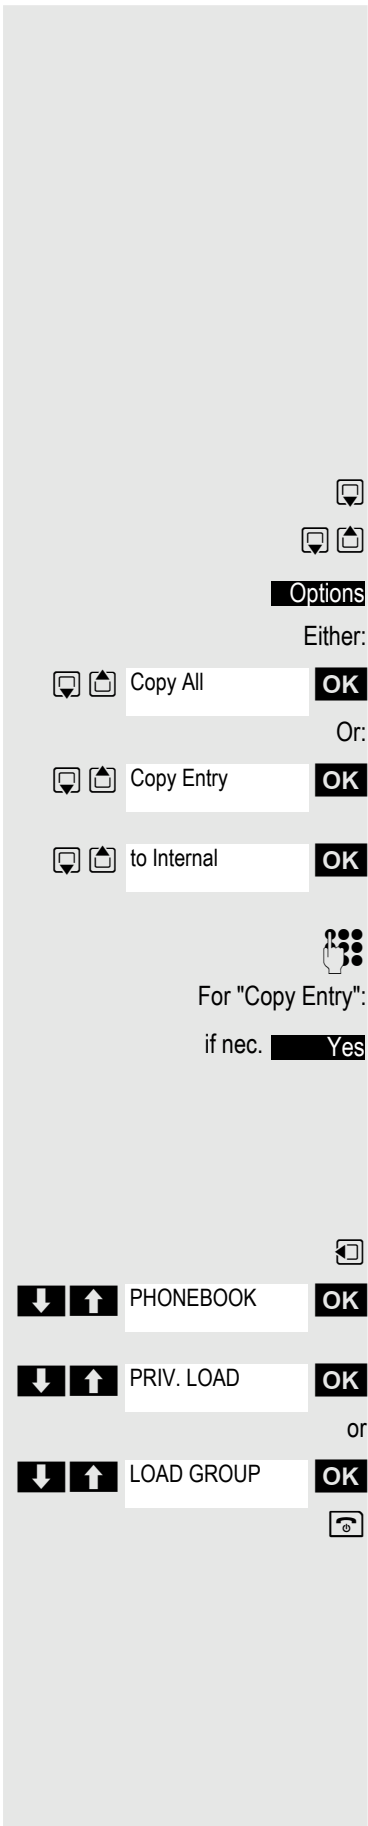 Options
Either:
Copy All OK
Or:
Copy Entry OK
to Internal OK
For "Copy Entry":
if nec. Yes
PHONEBOOK OK
PRIV. LOAD OK
or
LOAD GROUP OK